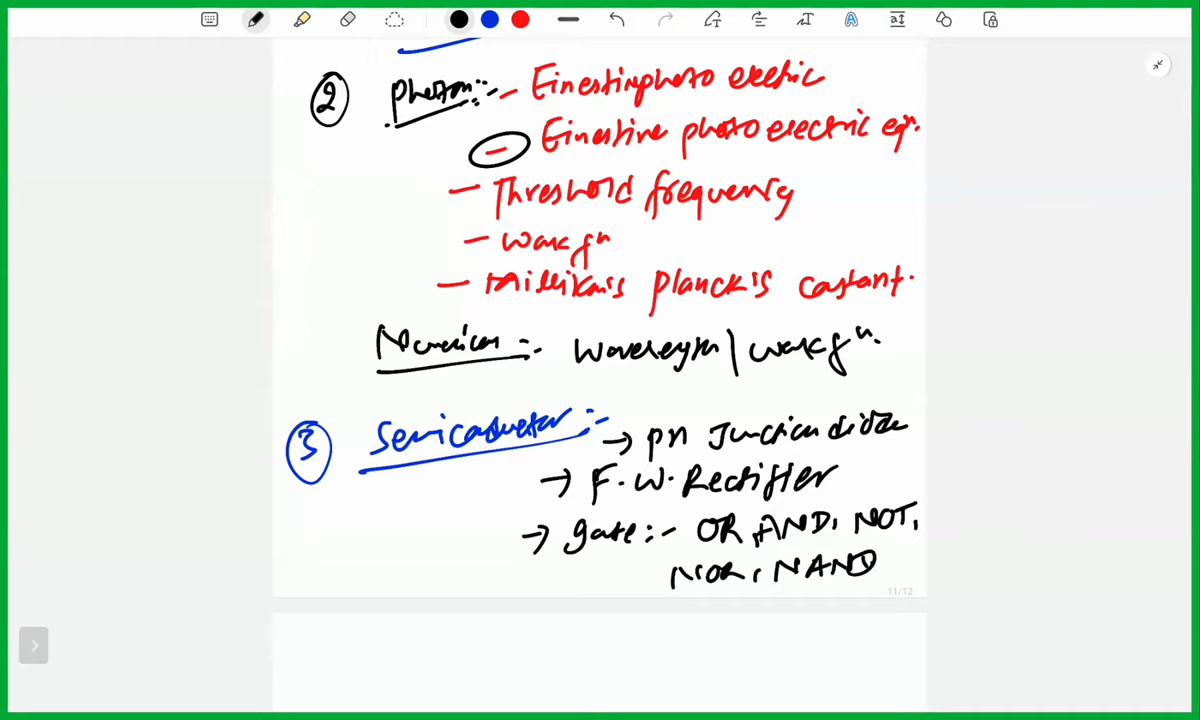 ② Photon :- - Einestinphoto electric
- Einestine photo electric eqn.
- Threshold frequency
- work fn
- Millikan's Planck's constant.
Numerical :- Wavelength | work fn.
③ Semiconductor :- → pn Junction diode
→ F.W. Rectifier
→ gate :- OR, AND, NOT,
NOR, NAND
11/12